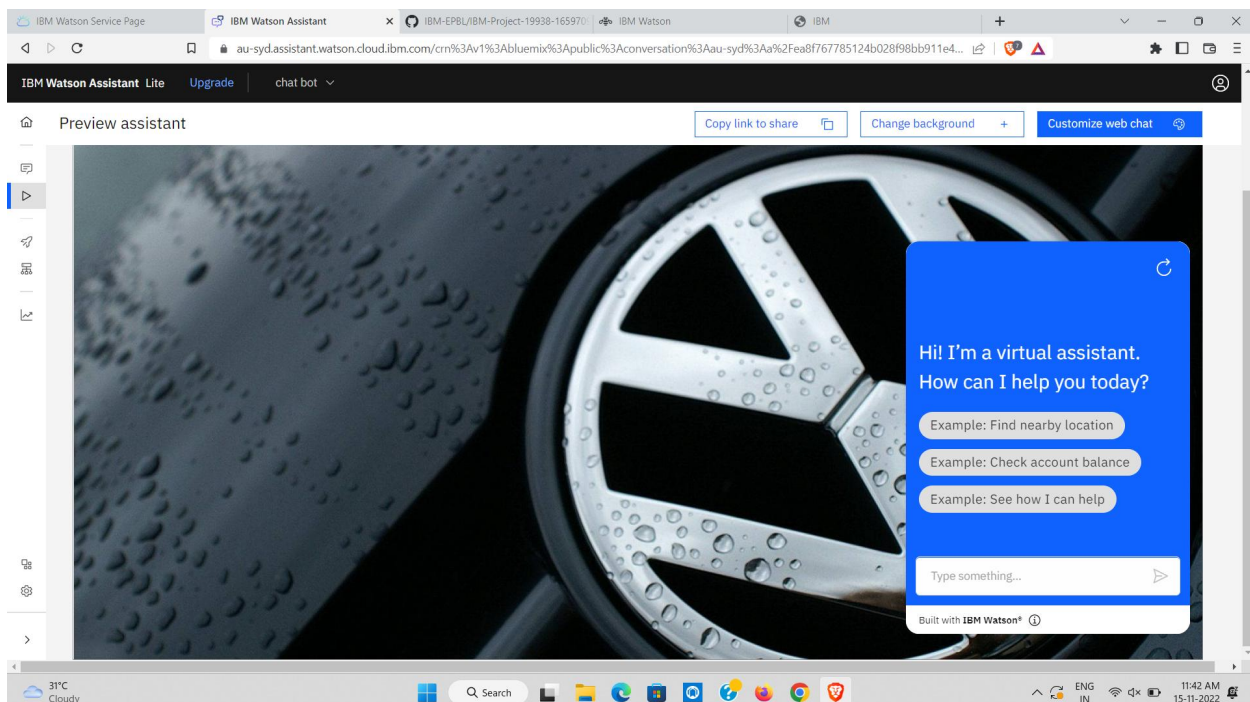 IBM Watson Service Page
IBM Watson Assistant
IBM-EPBL/IBM-Project-19938-165970
IBM Watson
IBM
au-syd.assistant.watson.cloud.ibm.com/crn%3Av1%3Abluemix%3Apublic%3Aconversation%3Aau-syd%3Aa%2Fea8f767785124b028f98bb911e4...
IBM Watson Assistant Lite Upgrade chat bot
Preview assistant
Copy link to share
Change background +
Customize web chat
Hi! I'm a virtual assistant.
How can I help you today?
Example: Find nearby location
Example: Check account balance
Example: See how I can help
Type something...
Built with IBM Watson®
31°C
Cloudy
Search
ENG
IN
11:42 AM
15-11-2022